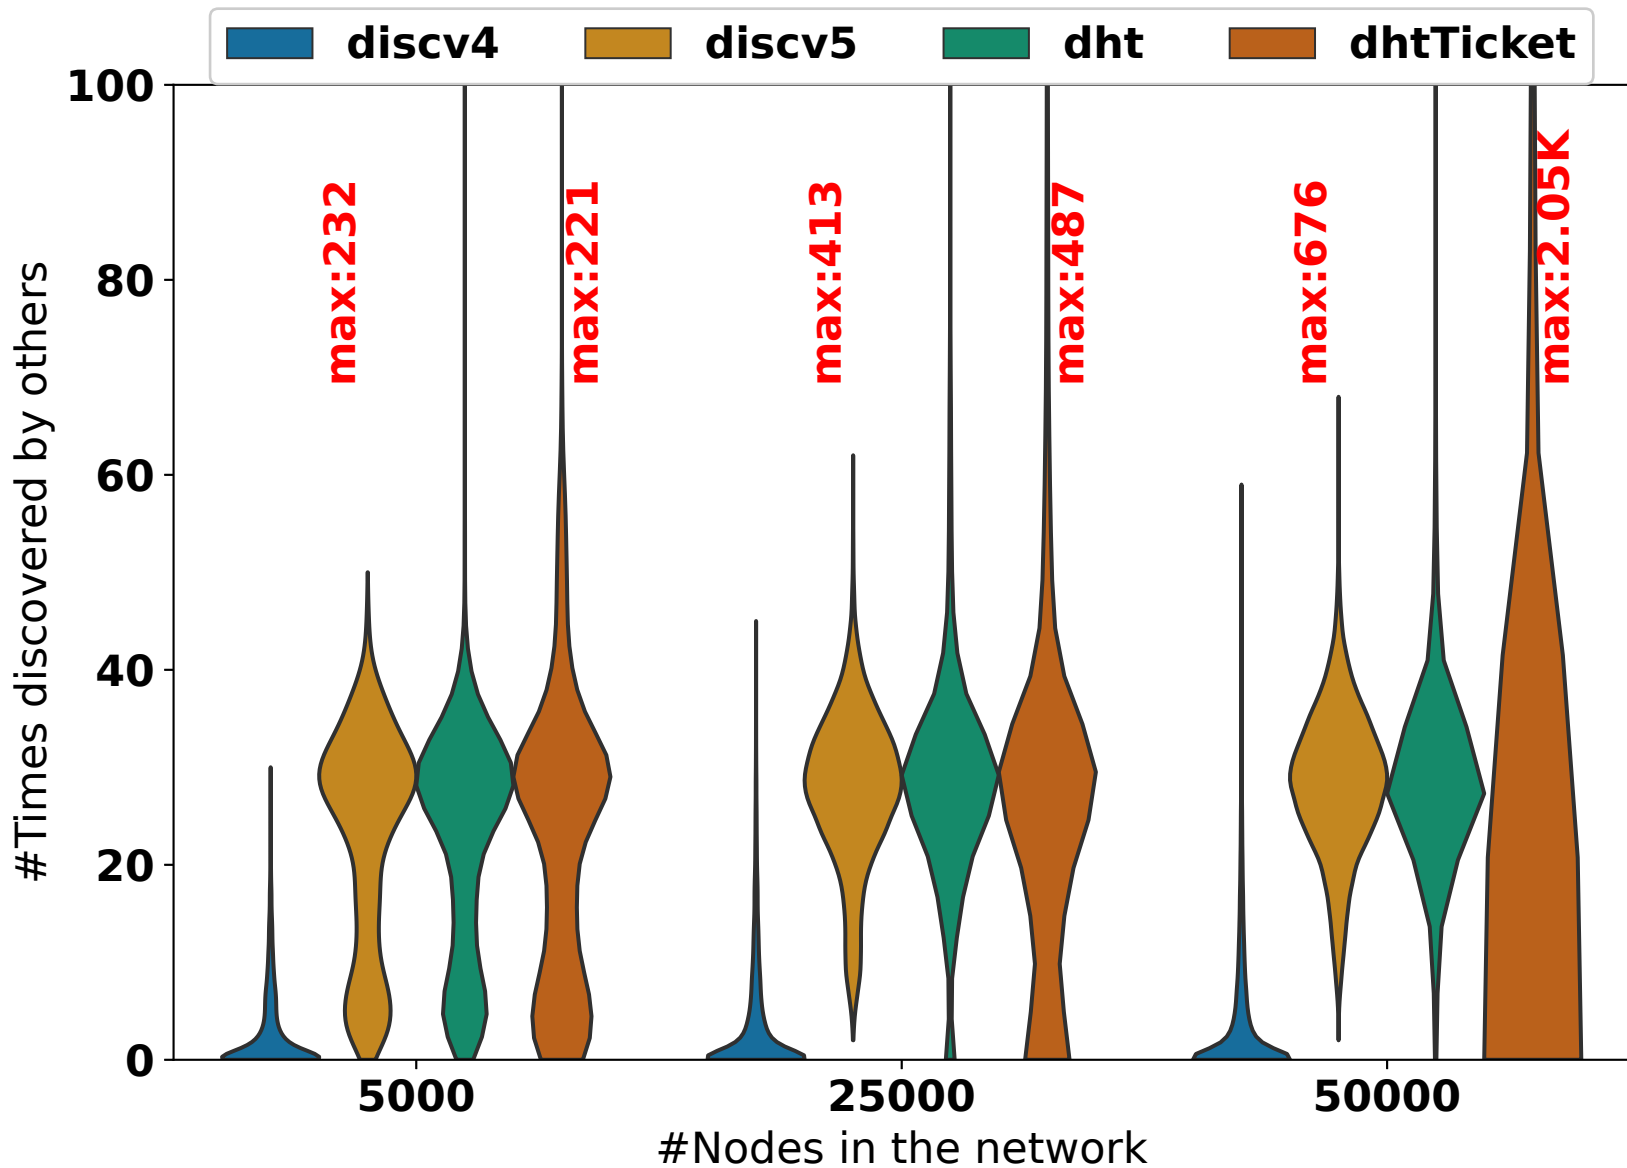 discv4 discv5 dht dhtTicket
#Times discovered by others
100
80
60
40
20
0
max:232
max:221
max:413
max:487
max:676
max:2.05K
5000 25000 50000
#Nodes in the network